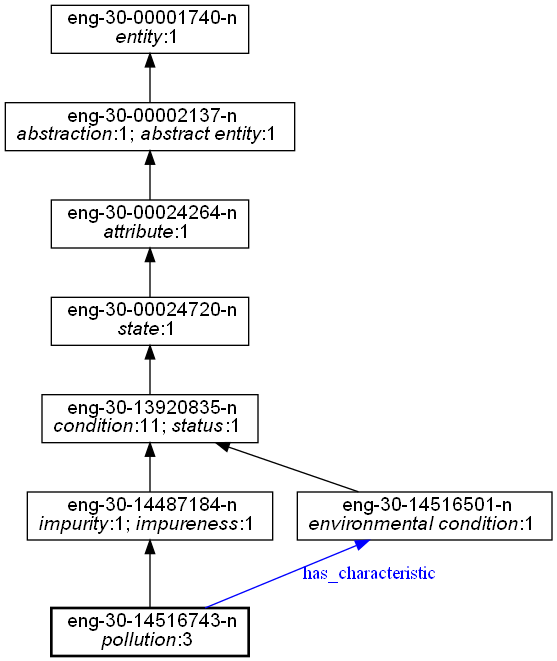 eng-30-00001740-n
entity:1
eng-30-00002137-n
abstraction:1; abstract entity:1
eng-30-00024264-n
attribute:1
eng-30-00024720-n
state:1
eng-30-13920835-n
condition:11; status:1
eng-30-14487184-n
impurity:1; impureness:1
eng-30-14516501-n
environmental condition:1
has_characteristic
eng-30-14516743-n
pollution:3